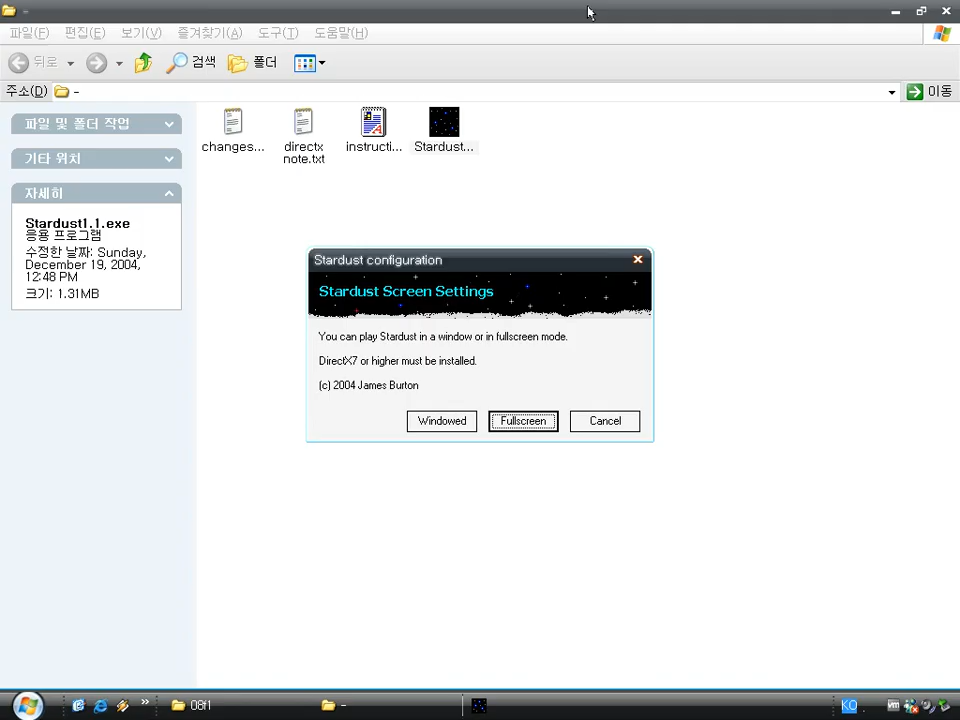 -
파일(F) 편집(E) 보기(V) 즐겨찾기(A) 도구(T) 도움말(H)
뒤로 검색 폴더
주소(D) - 이동
파일 및 폴더 작업
기타 위치
자세히
Stardust1.1.exe
응용 프로그램
수정한 날짜: Sunday,
December 19, 2004,
12:48 PM
크기: 1.31MB
changes...
directx
note.txt
instructi...
Stardust...
Stardust configuration
Stardust Screen Settings
You can play Stardust in a window or in fullscreen mode.
DirectX7 or higher must be installed.
(c) 2004 James Burton
Windowed Fullscreen Cancel
08f1 - KO vm